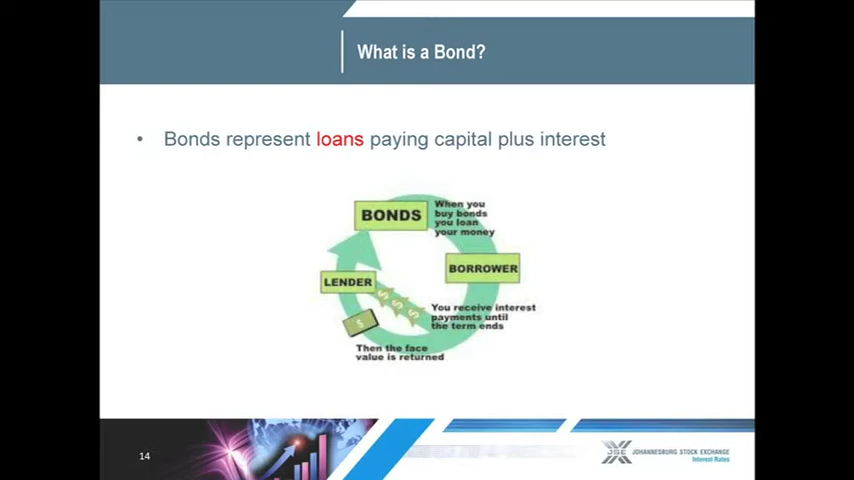 What is a Bond?
• Bonds represent loans paying capital plus interest
BONDS
When you
buy bonds
you loan
your money
BORROWER
LENDER
You receive interest
payments until
the term ends
$ $ $
$
Then the face
value is returned
14
JSE
JOHANNESBURG STOCK EXCHANGE
Interest Rates